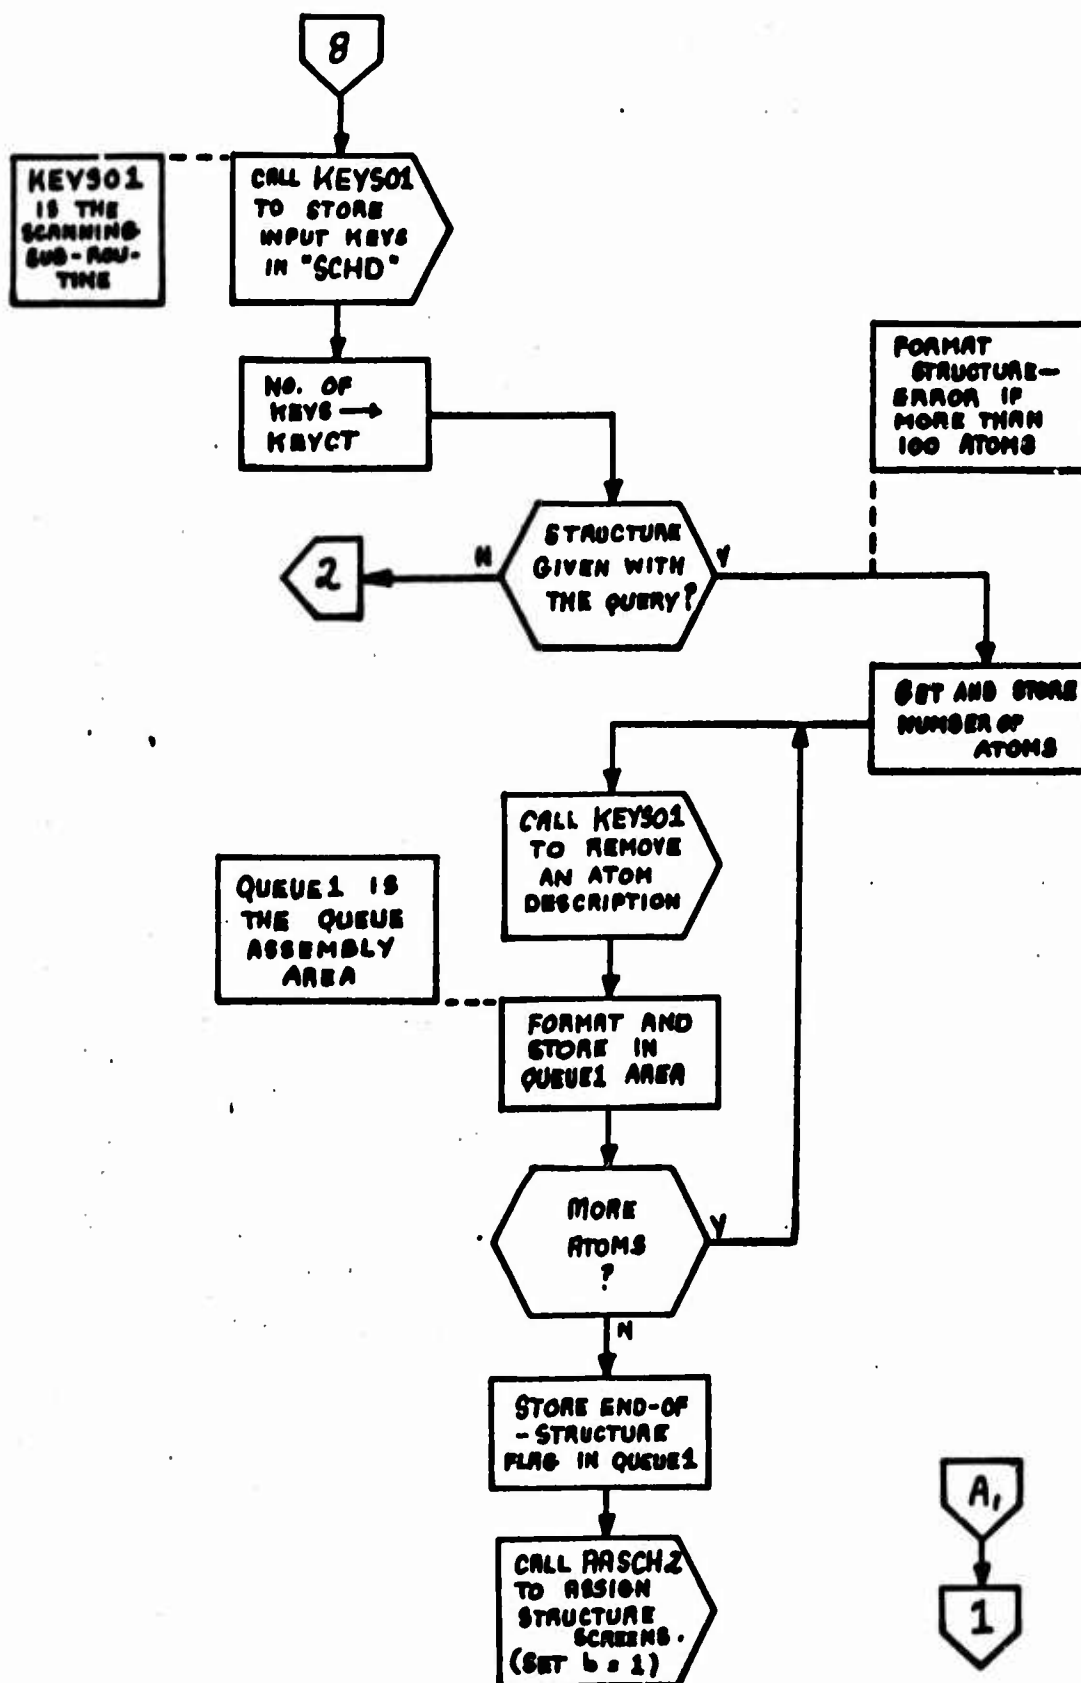 8
KEYS01
IS THE
SCANNING
SUB-ROU-
TINE
CALL KEYS01
TO STORE
INPUT KEYS
IN "SCHD"
NO. OF
KEYS →
KEYCT
FORMAT
STRUCTURE—
ERROR IF
MORE THAN
100 ATOMS
STRUCTURE
GIVEN WITH
THE QUERY?
N
Y
2
GET AND STORE
NUMBER OF
ATOMS
CALL KEYS01
TO REMOVE
AN ATOM
DESCRIPTION
QUEUE1 IS
THE QUEUE
ASSEMBLY
AREA
FORMAT AND
STORE IN
QUEUE1 AREA
MORE
ATOMS
?
Y
N
STORE END-OF
-STRUCTURE
FLAG IN QUEUE1
CALL AASCH2
TO ASSIGN
STRUCTURE
SCREENS.
(SET b = 1)
A,
1